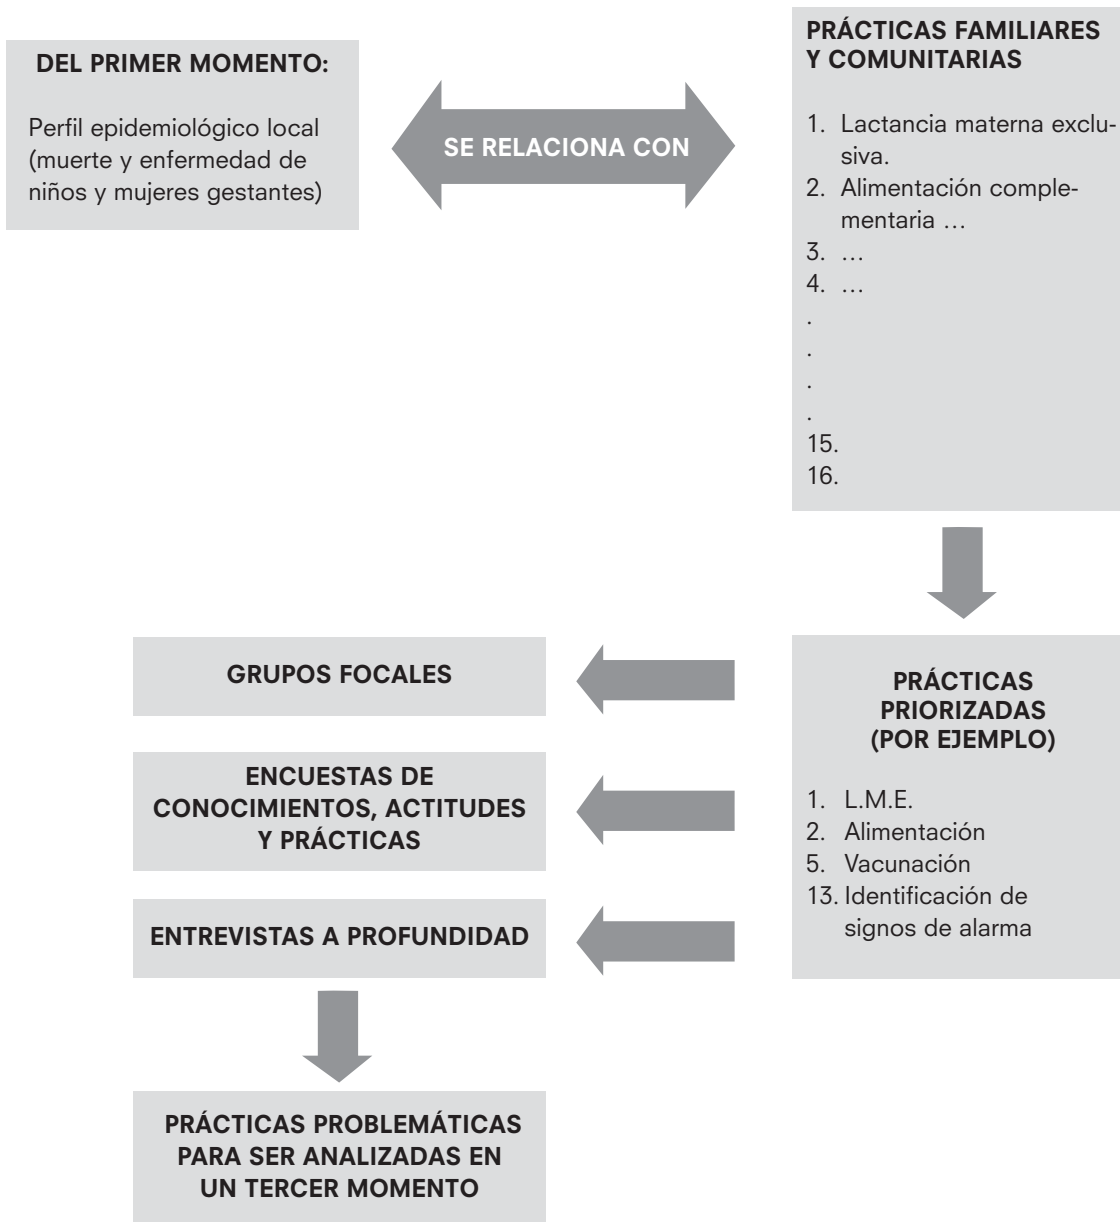 DEL PRIMER MOMENTO:
Perfil epidemiológico local
(muerte y enfermedad de
niños y mujeres gestantes)
SE RELACIONA CON
PRÁCTICAS FAMILIARES
Y COMUNITARIAS
1. Lactancia materna exclu-
siva.
2. Alimentación comple-
mentaria …
3. …
4. …
.
.
.
.
15.
16.
PRÁCTICAS
PRIORIZADAS
(POR EJEMPLO)
1. L.M.E.
2. Alimentación
5. Vacunación
13. Identificación de
signos de alarma
GRUPOS FOCALES
ENCUESTAS DE
CONOCIMIENTOS, ACTITUDES
Y PRÁCTICAS
ENTREVISTAS A PROFUNDIDAD
PRÁCTICAS PROBLEMÁTICAS
PARA SER ANALIZADAS EN
UN TERCER MOMENTO